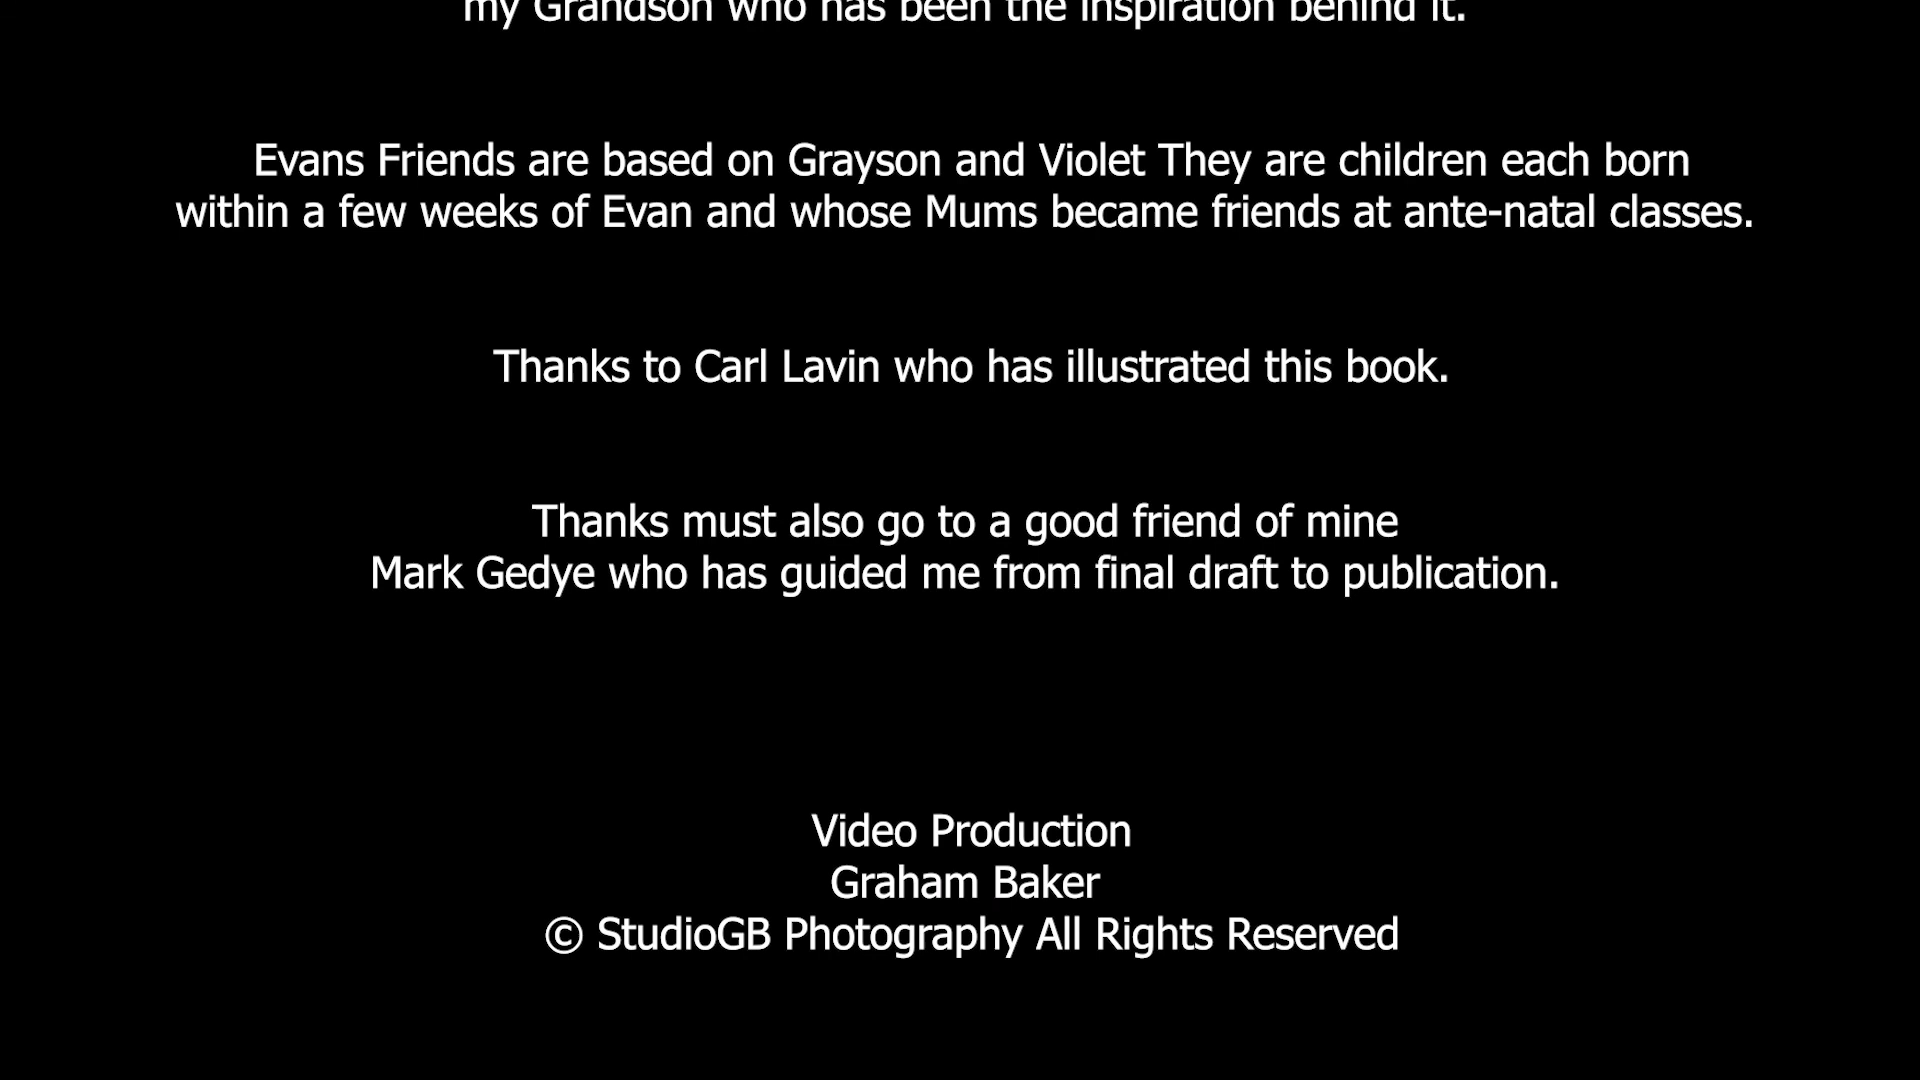 my Grandson who has been the inspiration behind it.
Evans Friends are based on Grayson and Violet They are children each born
within a few weeks of Evan and whose Mums became friends at ante-natal classes.
Thanks to Carl Lavin who has illustrated this book.
Thanks must also go to a good friend of mine
Mark Gedye who has guided me from final draft to publication.
Video Production
Graham Baker
© StudioGB Photography All Rights Reserved